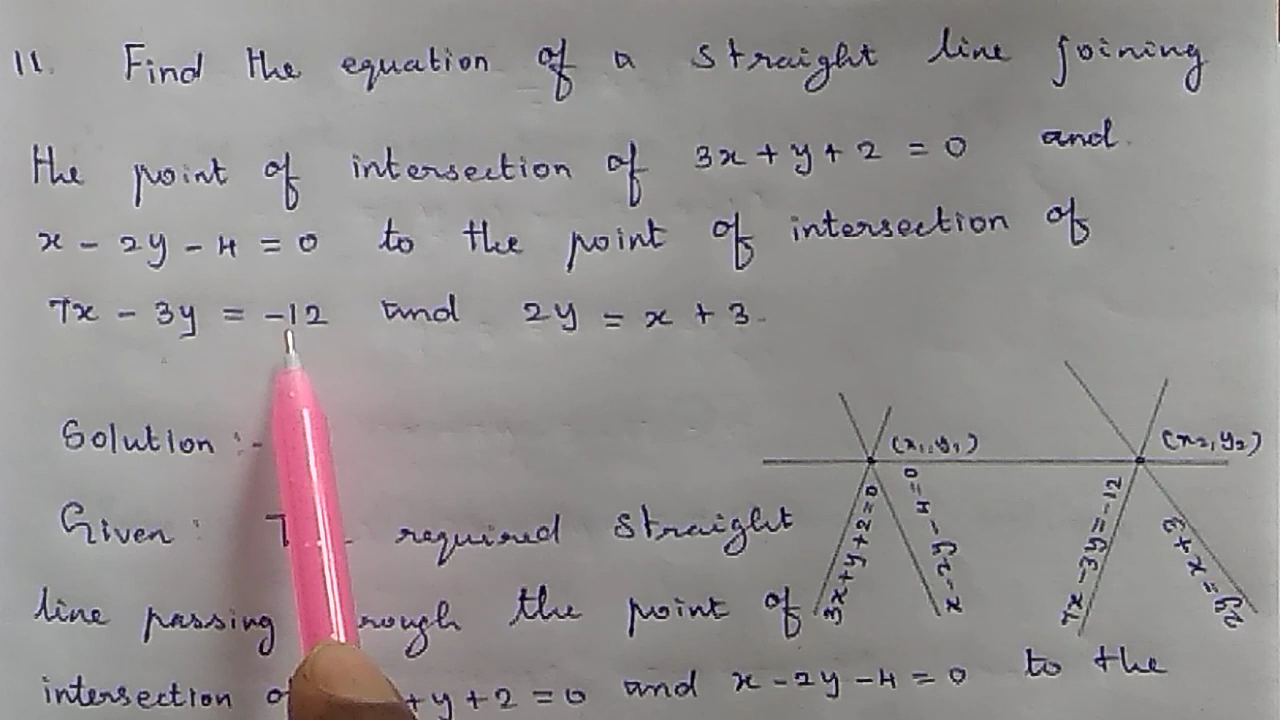 11. Find the equation of a straight line joining
the point of intersection of 3x + y + 2 = 0 and
x - 2y - 4 = 0 to the point of intersection of
7x - 3y = -12 and 2y = x + 3.
Solution :-
(x₁, y₁)
(x₂, y₂)
3x + y + 2 = 0
x - 2y - 4 = 0
7x - 3y = -12
2y = x + 3
Given: required straight
line passing the point of
intersection + y + 2 = 0 and x - 2y - 4 = 0 to the